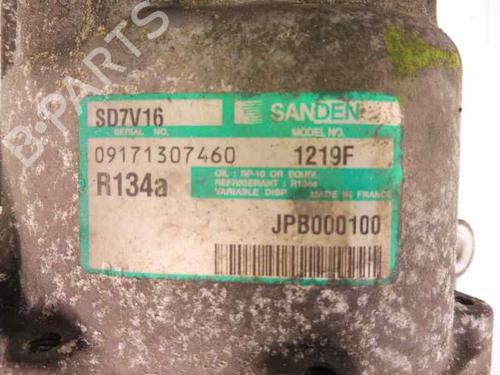 B-PARTS
SD7V16
SANDEN
SERIAL NO.
MODEL NO.
09171307460
1219F
R134a
OIL : SP-10 OR EQUIV.
REFRIGERANT : R134a
VARIABLE DISP. MADE IN FRANCE
JPB000100